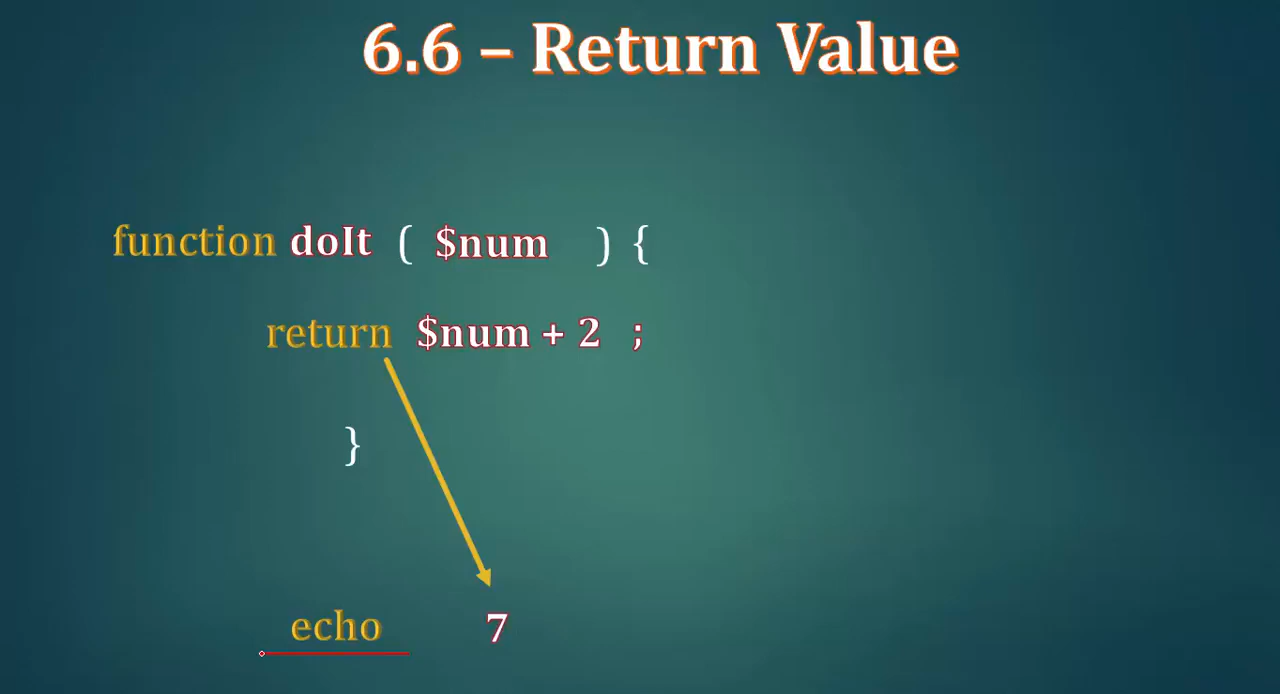 6.6 – Return Value
function doIt ( $num ) {
return $num + 2 ;
}
echo 7